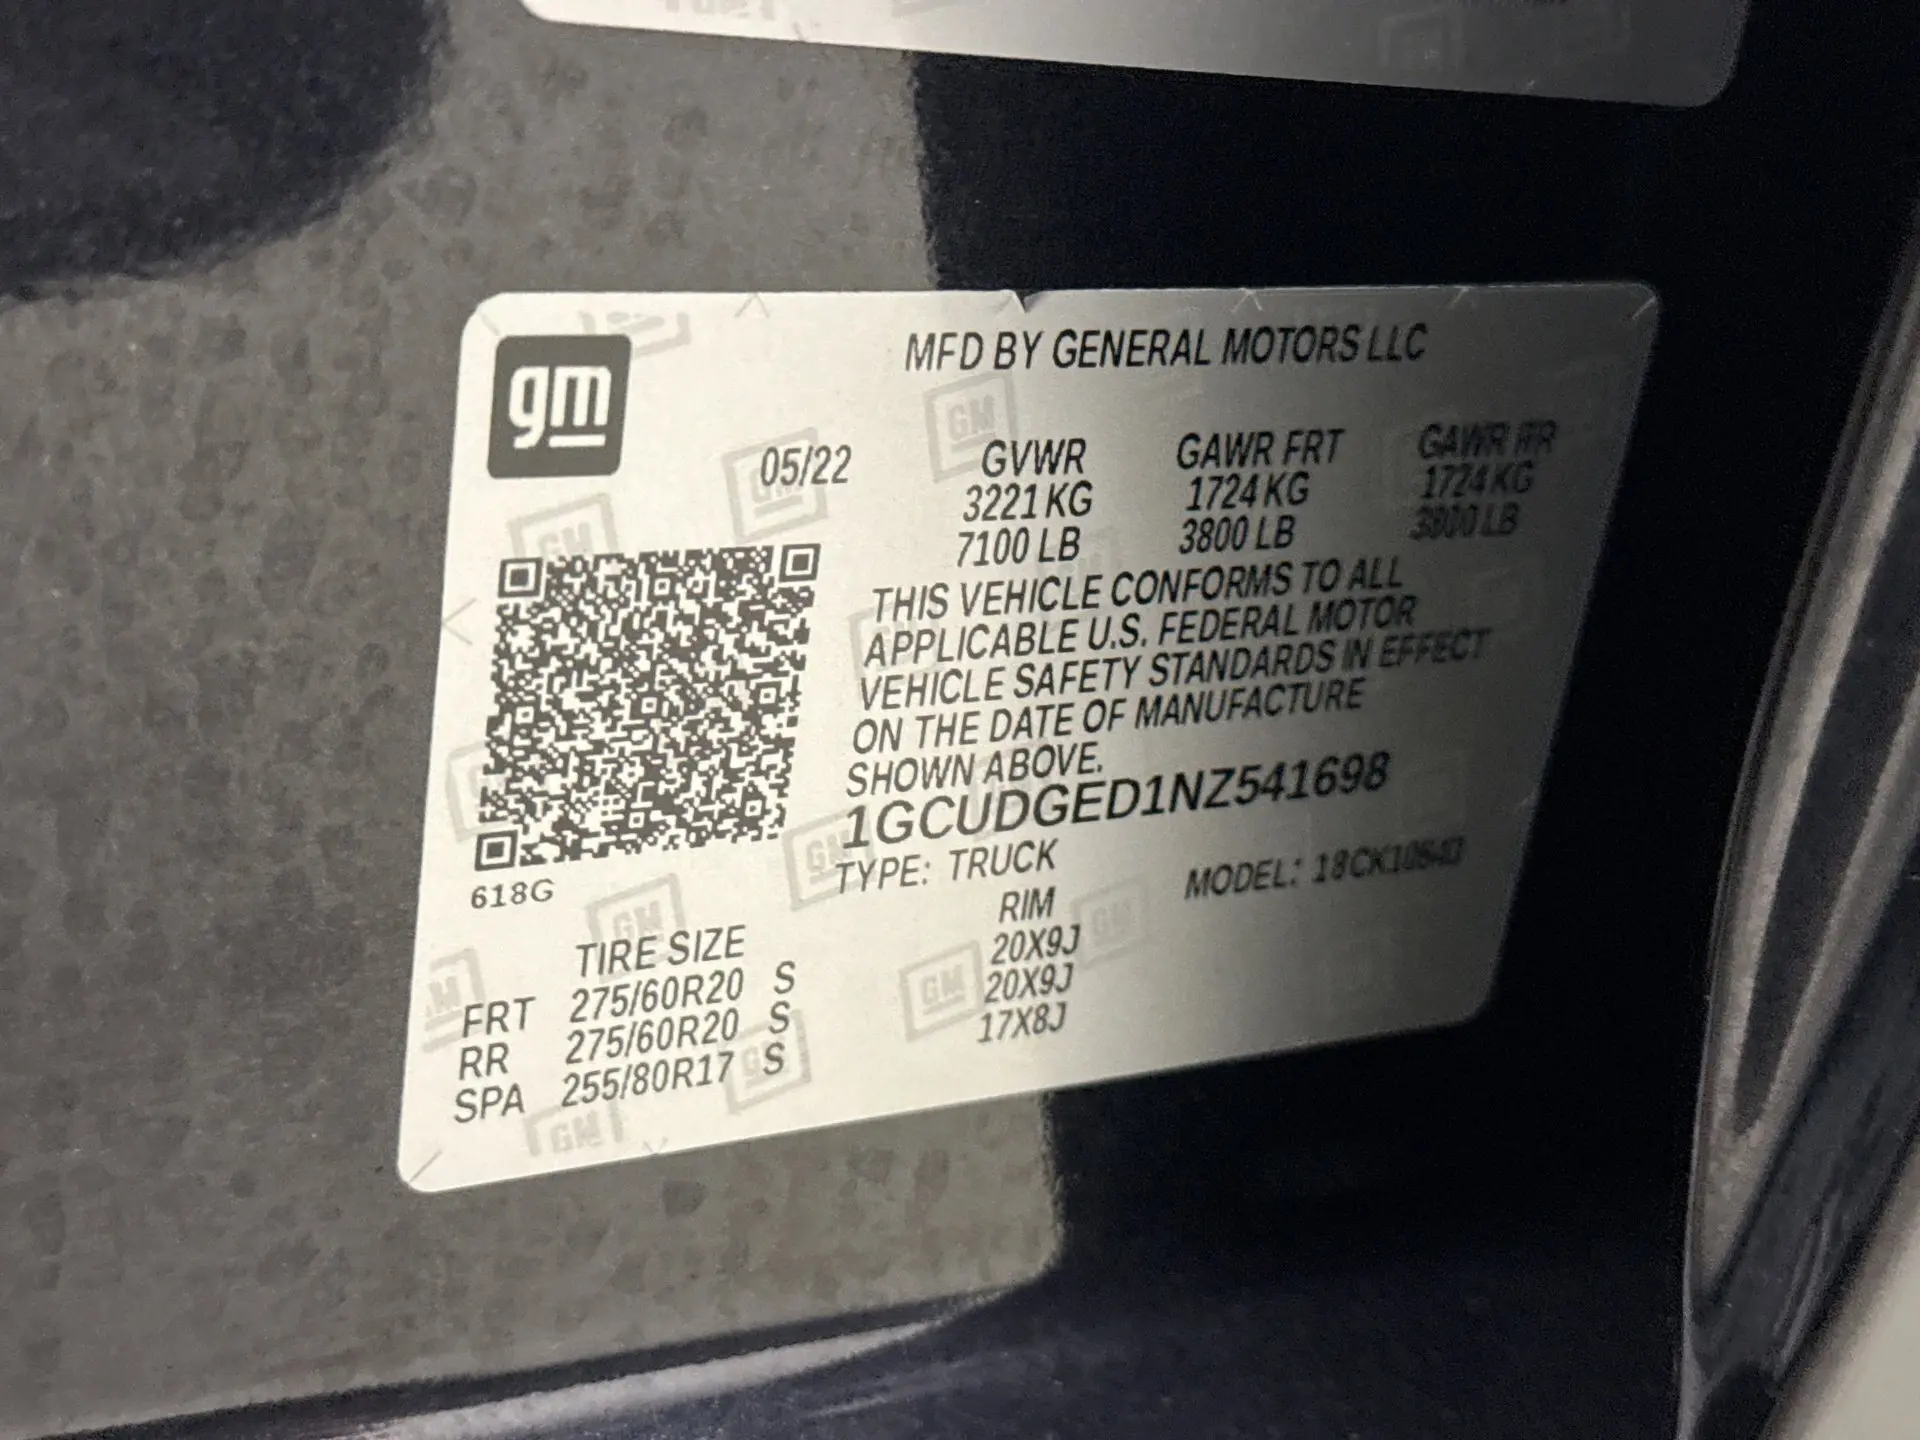 gm
MFD BY GENERAL MOTORS LLC
05/22
GVWR GAWR FRT GAWR RR
3221 KG 1724 KG 1724 KG
7100 LB 3800 LB 3800 LB
THIS VEHICLE CONFORMS TO ALL
APPLICABLE U.S. FEDERAL MOTOR
VEHICLE SAFETY STANDARDS IN EFFECT
ON THE DATE OF MANUFACTURE
SHOWN ABOVE.
1GCUDGED1NZ541698
TYPE: TRUCK MODEL:
618G
TIRE SIZE RIM
FRT 275/60R20 S 20X9J
RR 275/60R20 S 20X9J
SPA 255/80R17 S 17X8J